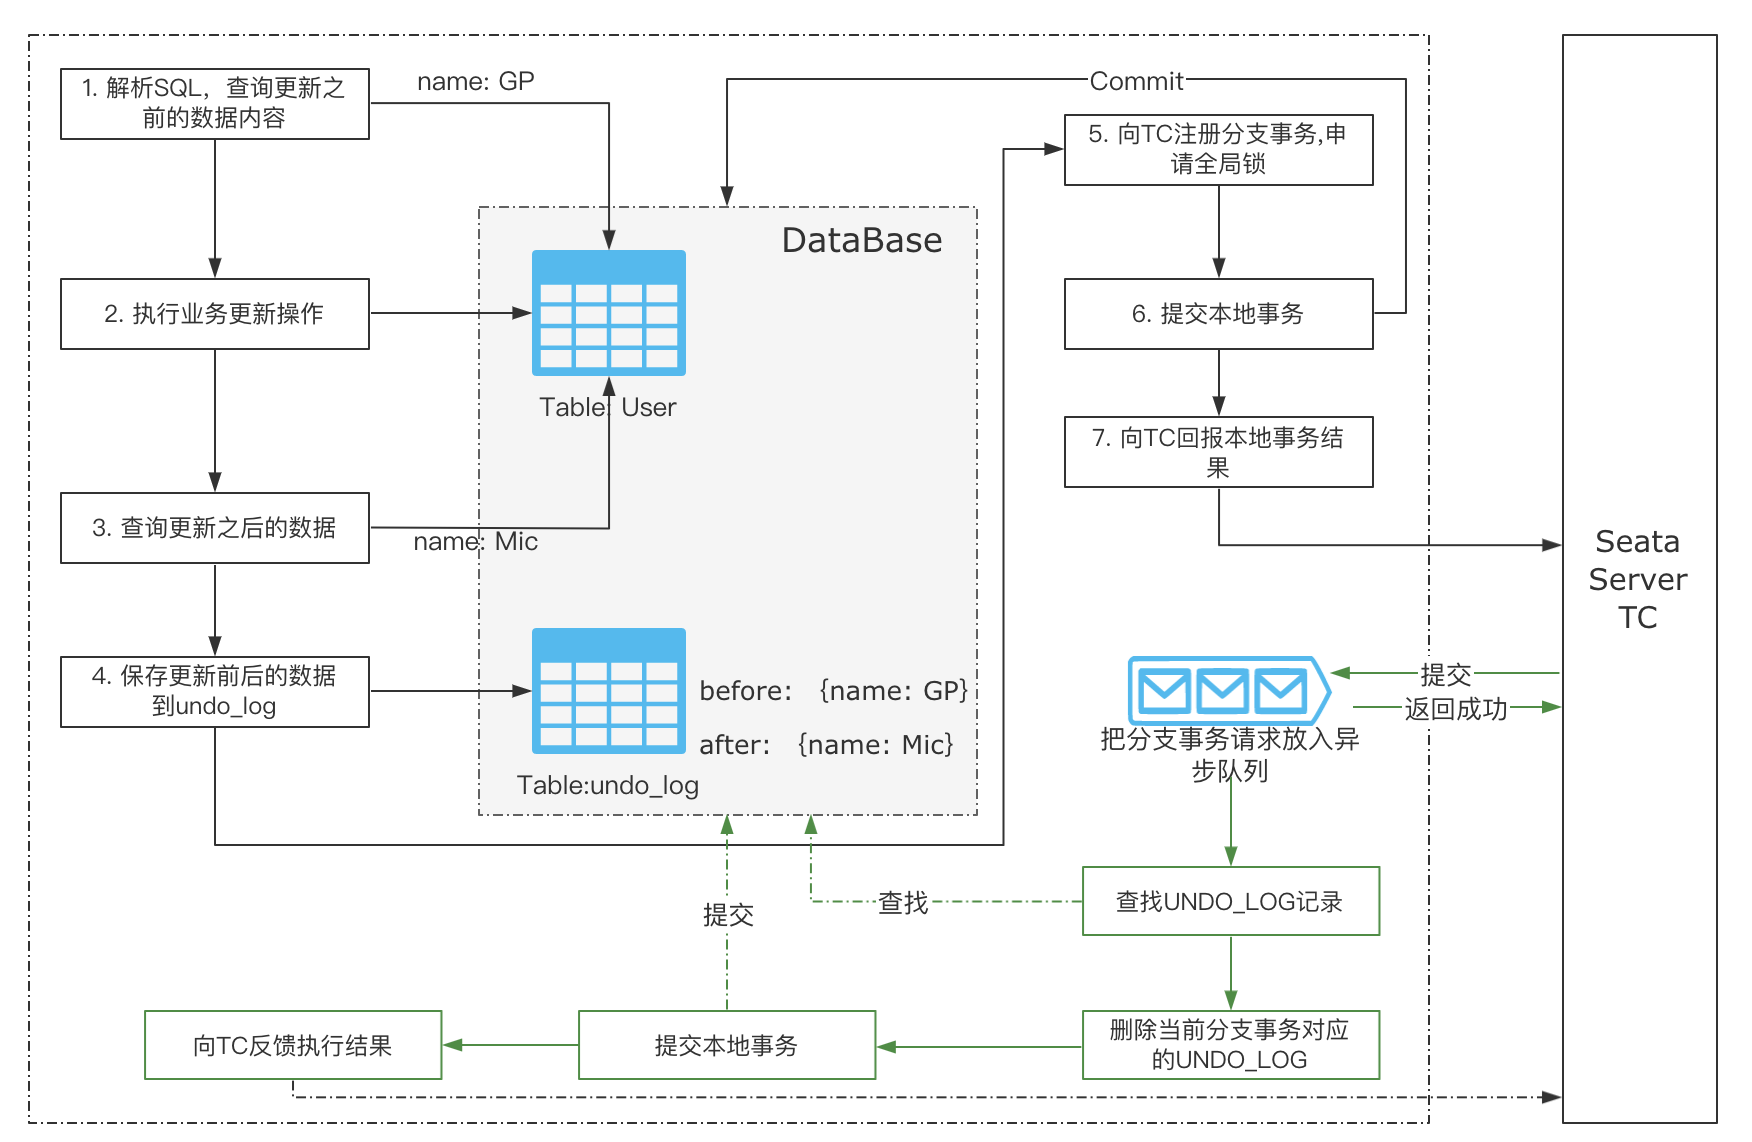 1. 解析SQL，查询更新之
前的数据内容
name: GP
Commit
5. 向TC注册分支事务,申
请全局锁
DataBase
2. 执行业务更新操作
6. 提交本地事务
Table: User
7. 向TC回报本地事务结
果
3. 查询更新之后的数据
name: Mic
Seata
Server
TC
4. 保存更新前后的数据
到undo_log
before: {name: GP}
after: {name: Mic}
Table:undo_log
提交
返回成功
把分支事务请求放入异
步队列
查找UNDO_LOG记录
查找
提交
删除当前分支事务对应
的UNDO_LOG
提交本地事务
向TC反馈执行结果